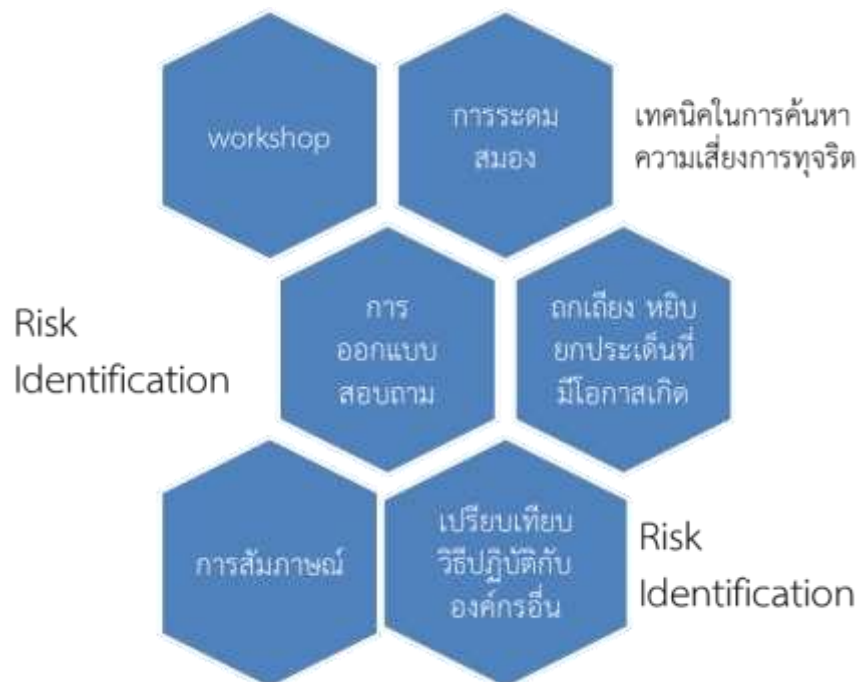 workshop
การระดม
สมอง
เทคนิคในการค้นหา
ความเสี่ยงการทุจริต
Risk
Identification
การ
ออกแบบ
สอบถาม
ถกเถียง หยิบ
ยกประเด็นที่
มีโอกาสเกิด
การสัมภาษณ์
เปรียบเทียบ
วิธีปฏิบัติกับ
องค์กรอื่น
Risk
Identification